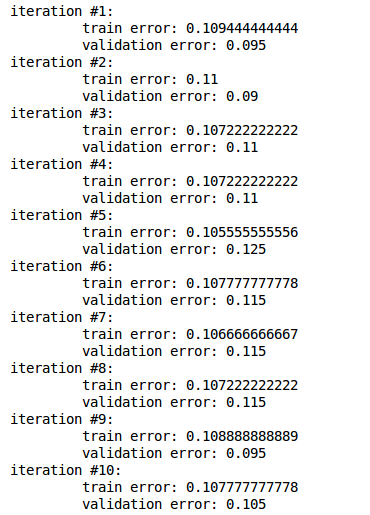 iteration #1:
train error: 0.109444444444
validation error: 0.095
iteration #2:
train error: 0.11
validation error: 0.09
iteration #3:
train error: 0.107222222222
validation error: 0.11
iteration #4:
train error: 0.107222222222
validation error: 0.11
iteration #5:
train error: 0.105555555556
validation error: 0.125
iteration #6:
train error: 0.107777777778
validation error: 0.115
iteration #7:
train error: 0.106666666667
validation error: 0.115
iteration #8:
train error: 0.107222222222
validation error: 0.115
iteration #9:
train error: 0.108888888889
validation error: 0.095
iteration #10:
train error: 0.107777777778
validation error: 0.105